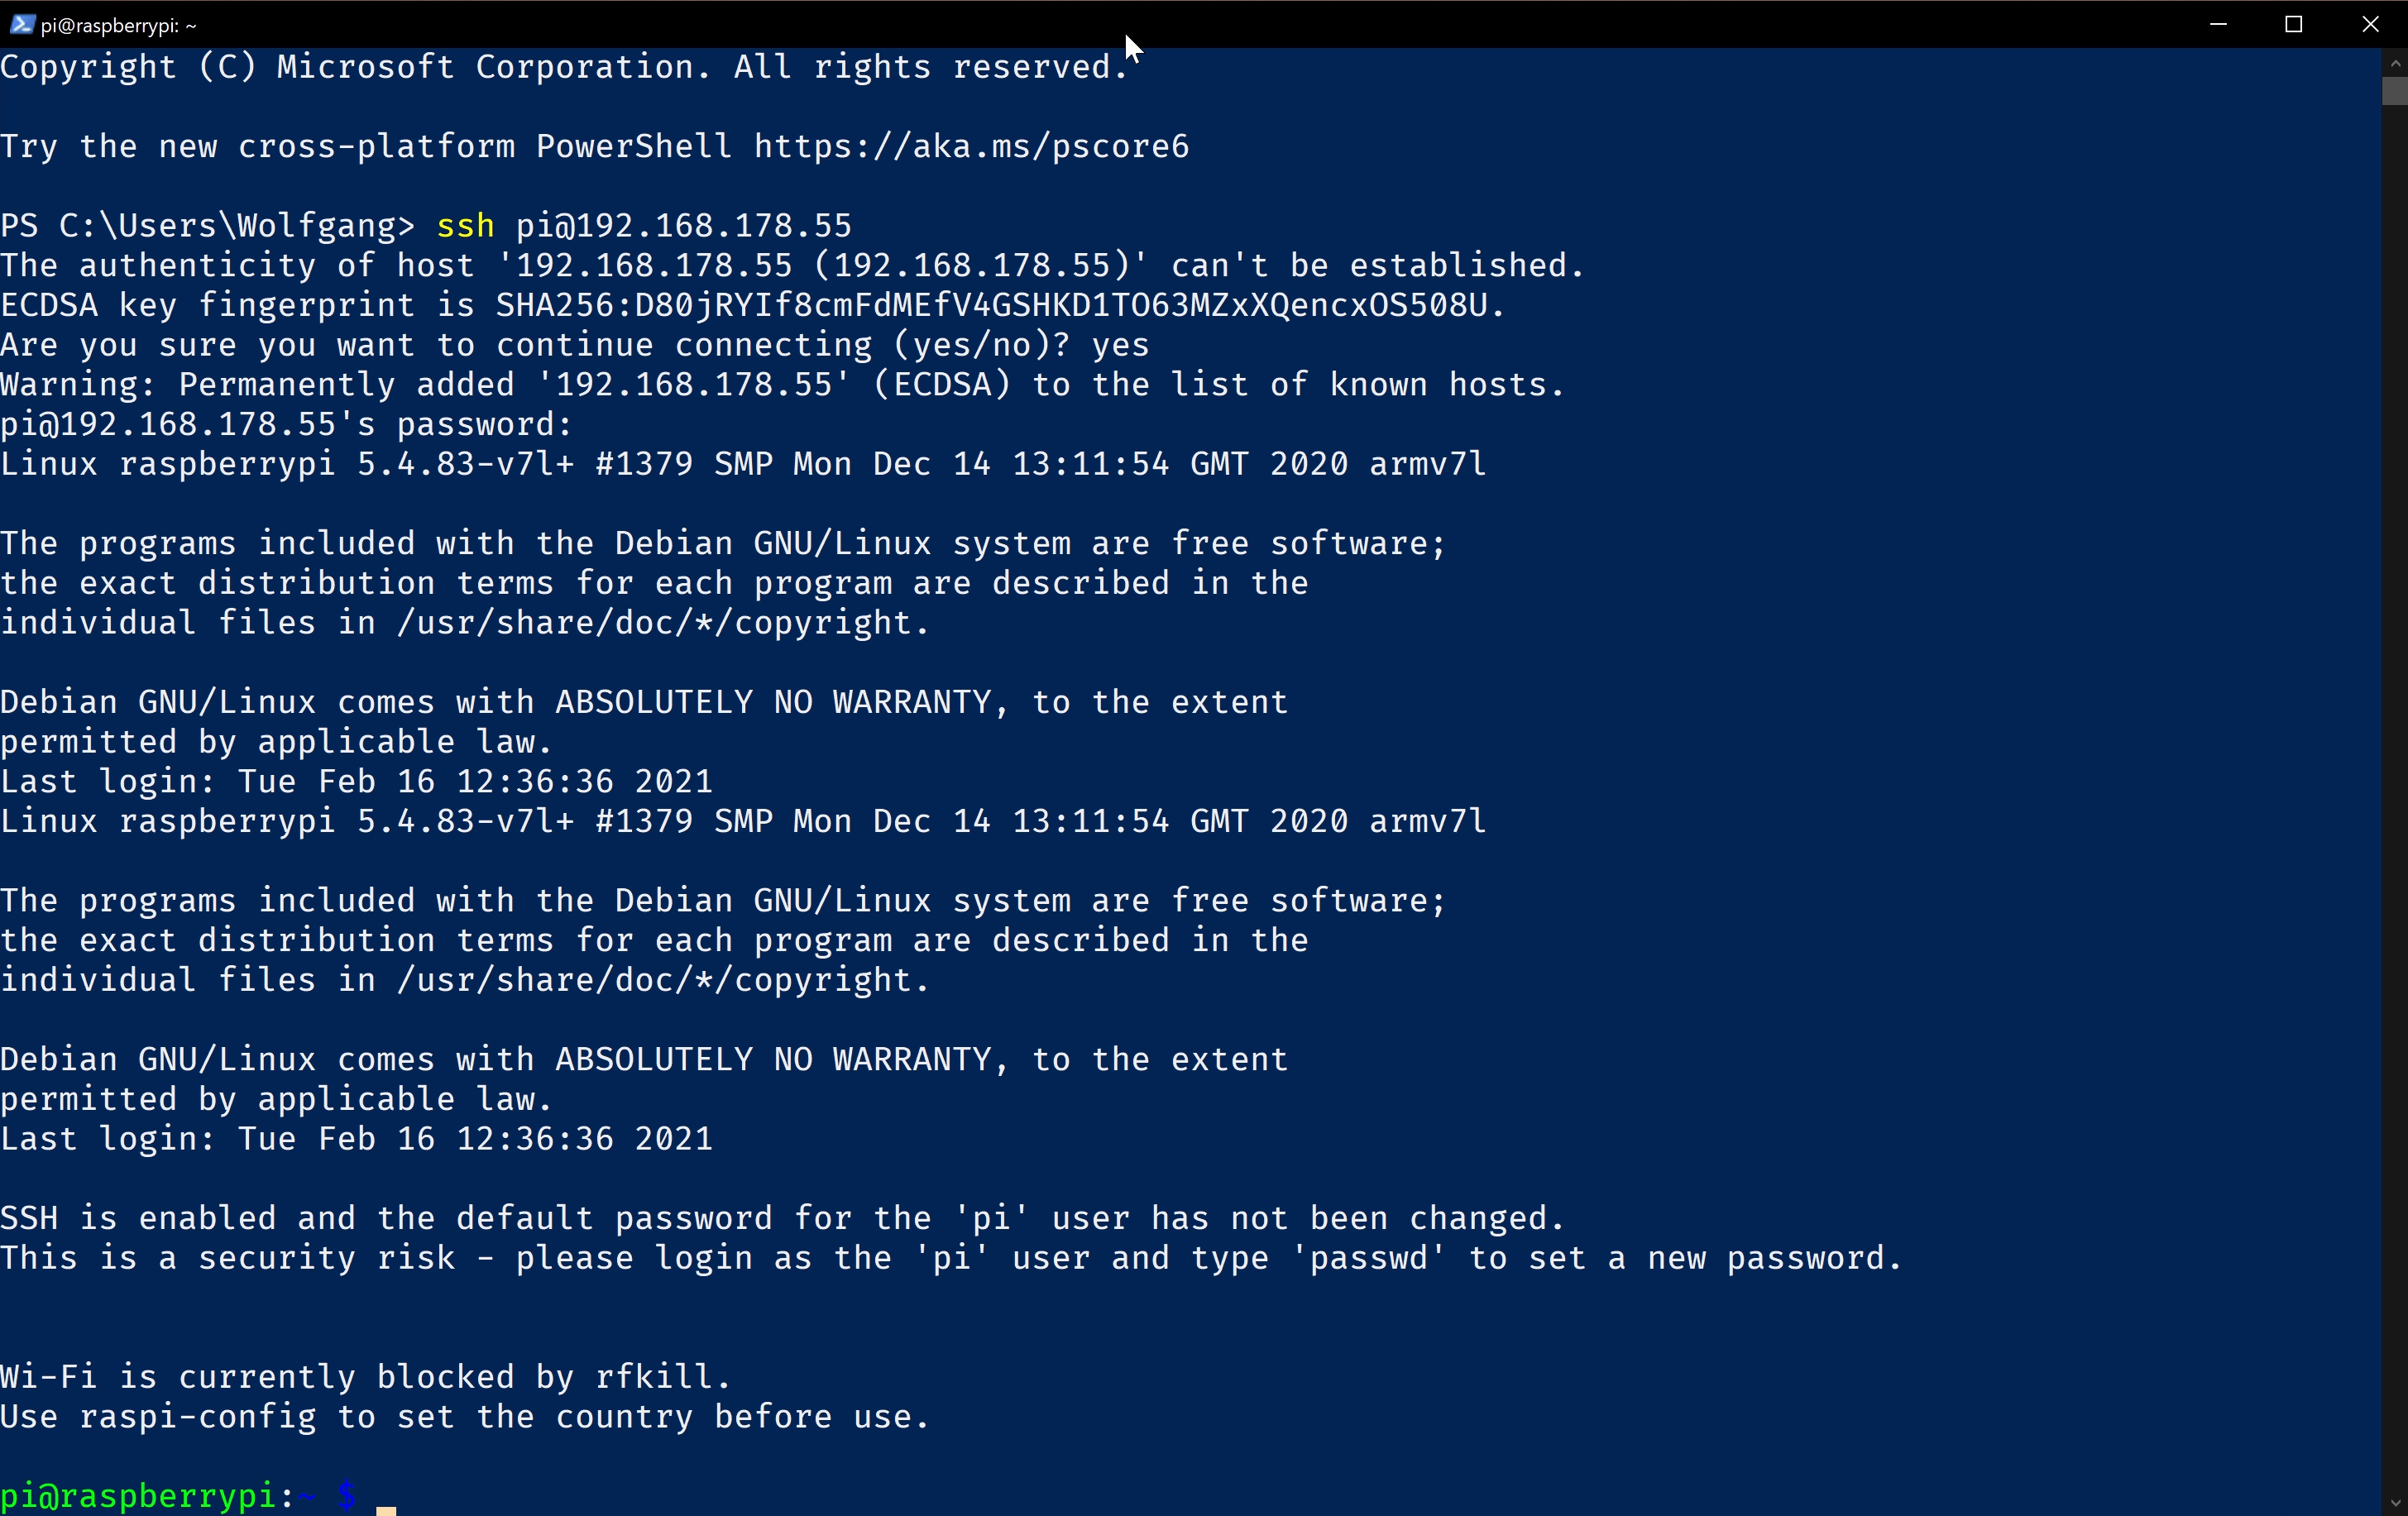 pi@raspberrypi: ~
Copyright (C) Microsoft Corporation. All rights reserved.
Try the new cross-platform PowerShell https://aka.ms/pscore6
PS C:\Users\Wolfgang> ssh pi@192.168.178.55
The authenticity of host '192.168.178.55 (192.168.178.55)' can't be established.
ECDSA key fingerprint is SHA256:D80jRYIf8cmFdMEfV4GSHKD1TO63MZxXQencxOS508U.
Are you sure you want to continue connecting (yes/no)? yes
Warning: Permanently added '192.168.178.55' (ECDSA) to the list of known hosts.
pi@192.168.178.55's password:
Linux raspberrypi 5.4.83-v7l+ #1379 SMP Mon Dec 14 13:11:54 GMT 2020 armv7l
The programs included with the Debian GNU/Linux system are free software;
the exact distribution terms for each program are described in the
individual files in /usr/share/doc/*/copyright.
Debian GNU/Linux comes with ABSOLUTELY NO WARRANTY, to the extent
permitted by applicable law.
Last login: Tue Feb 16 12:36:36 2021
Linux raspberrypi 5.4.83-v7l+ #1379 SMP Mon Dec 14 13:11:54 GMT 2020 armv7l
The programs included with the Debian GNU/Linux system are free software;
the exact distribution terms for each program are described in the
individual files in /usr/share/doc/*/copyright.
Debian GNU/Linux comes with ABSOLUTELY NO WARRANTY, to the extent
permitted by applicable law.
Last login: Tue Feb 16 12:36:36 2021
SSH is enabled and the default password for the 'pi' user has not been changed.
This is a security risk - please login as the 'pi' user and type 'passwd' to set a new password.
Wi-Fi is currently blocked by rfkill.
Use raspi-config to set the country before use.
pi@raspberrypi:~ $